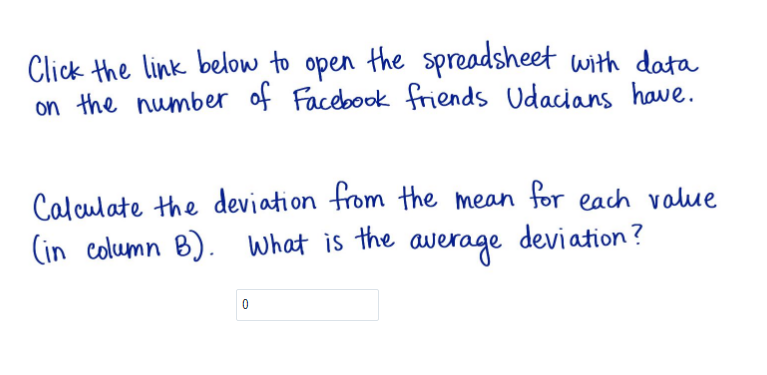 Click the link below to open the spreadsheet with data
on the number of Facebook friends Udacians have.
Calculate the deviation from the mean for each value
(in column B). What is the average deviation?
0